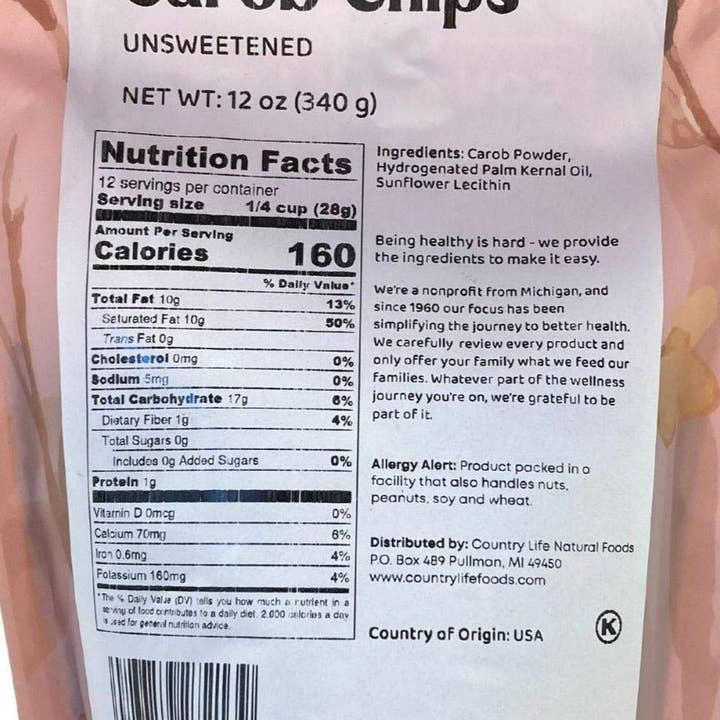 Carob Chips
UNSWEETENED
NET WT: 12 oz (340 g)
Nutrition Facts
12 servings per container
Serving size 1/4 cup (28g)
Amount Per Serving
Calories 160
% Daily Value*
Total Fat 10g 13%
Saturated Fat 10g 50%
Trans Fat 0g
Cholesterol 0mg 0%
Sodium 5mg 0%
Total Carbohydrate 17g 6%
Dietary Fiber 1g 4%
Total Sugars 0g
Includes 0g Added Sugars 0%
Protein 1g
Vitamin D 0mcg 0%
Calcium 70mg 6%
Iron 0.6mg 4%
Potassium 160mg 4%
*The % Daily Value (DV) tells you how much a nutrient in a
serving of food contributes to a daily diet. 2,000 calories a day
is used for general nutrition advice.
Ingredients: Carob Powder,
Hydrogenated Palm Kernal Oil,
Sunflower Lecithin
Being healthy is hard - we provide
the ingredients to make it easy.
We're a nonprofit from Michigan, and
since 1960 our focus has been
simplifying the journey to better health.
We carefully review every product and
only offer your family what we feed our
families. Whatever part of the wellness
journey you're on, we're grateful to be
part of it.
Allergy Alert: Product packed in a
facility that also handles nuts,
peanuts, soy and wheat.
Distributed by: Country Life Natural Foods
P.O. Box 489 Pullman, MI 49450
www.countrylifefoods.com
Country of Origin: USA
K